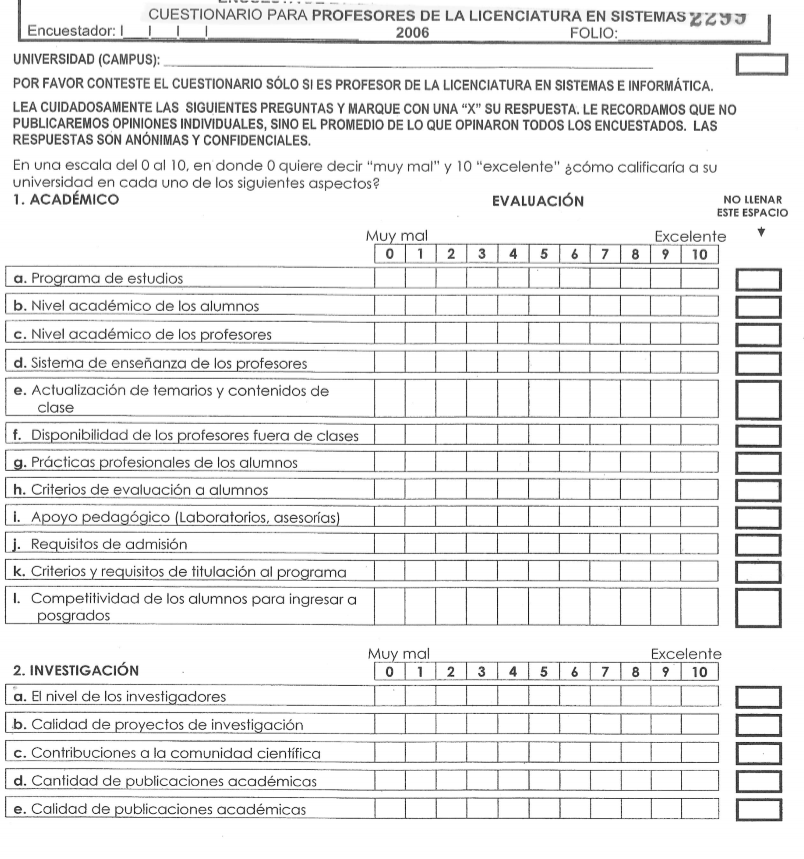 CUESTIONARIO PARA PROFESORES DE LA LICENCIATURA EN SISTEMAS
Encuestador: 2006 FOLIO:
UNIVERSIDAD (CAMPUS):
POR FAVOR CONTESTE EL CUESTIONARIO SÓLO SI ES PROFESOR DE LA LICENCIATURA EN SISTEMAS E INFORMÁTICA.
LEA CUIDADOSAMENTE LAS SIGUIENTES PREGUNTAS Y MARQUE CON UNA “X” SU RESPUESTA. LE RECORDAMOS QUE NO
PUBLICAREMOS OPINIONES INDIVIDUALES, SINO EL PROMEDIO DE LO QUE OPINARON TODOS LOS ENCUESTADOS. LAS
RESPUESTAS SON ANÓNIMAS Y CONFIDENCIALES.
En una escala del 0 al 10, en donde 0 quiere decir “muy mal” y 10 “excelente” ¿cómo calificaría a su
universidad en cada uno de los siguientes aspectos?
1. ACADÉMICO EVALUACIÓN NO LLENAR
ESTE ESPACIO
Muy mal Excelente
0 1 2 3 4 5 6 7 8 9 10
a. Programa de estudios
b. Nivel académico de los alumnos
c. Nivel académico de los profesores
d. Sistema de enseñanza de los profesores
e. Actualización de temarios y contenidos de
clase
f. Disponibilidad de los profesores fuera de clases
g. Prácticas profesionales de los alumnos
h. Criterios de evaluación a alumnos
i. Apoyo pedagógico (Laboratorios, asesorías)
j. Requisitos de admisión
k. Criterios y requisitos de titulación al programa
l. Competitividad de los alumnos para ingresar a
posgrados
Muy mal Excelente
2. INVESTIGACIÓN 0 1 2 3 4 5 6 7 8 9 10
a. El nivel de los investigadores
b. Calidad de proyectos de investigación
c. Contribuciones a la comunidad científica
d. Cantidad de publicaciones académicas
e. Calidad de publicaciones académicas